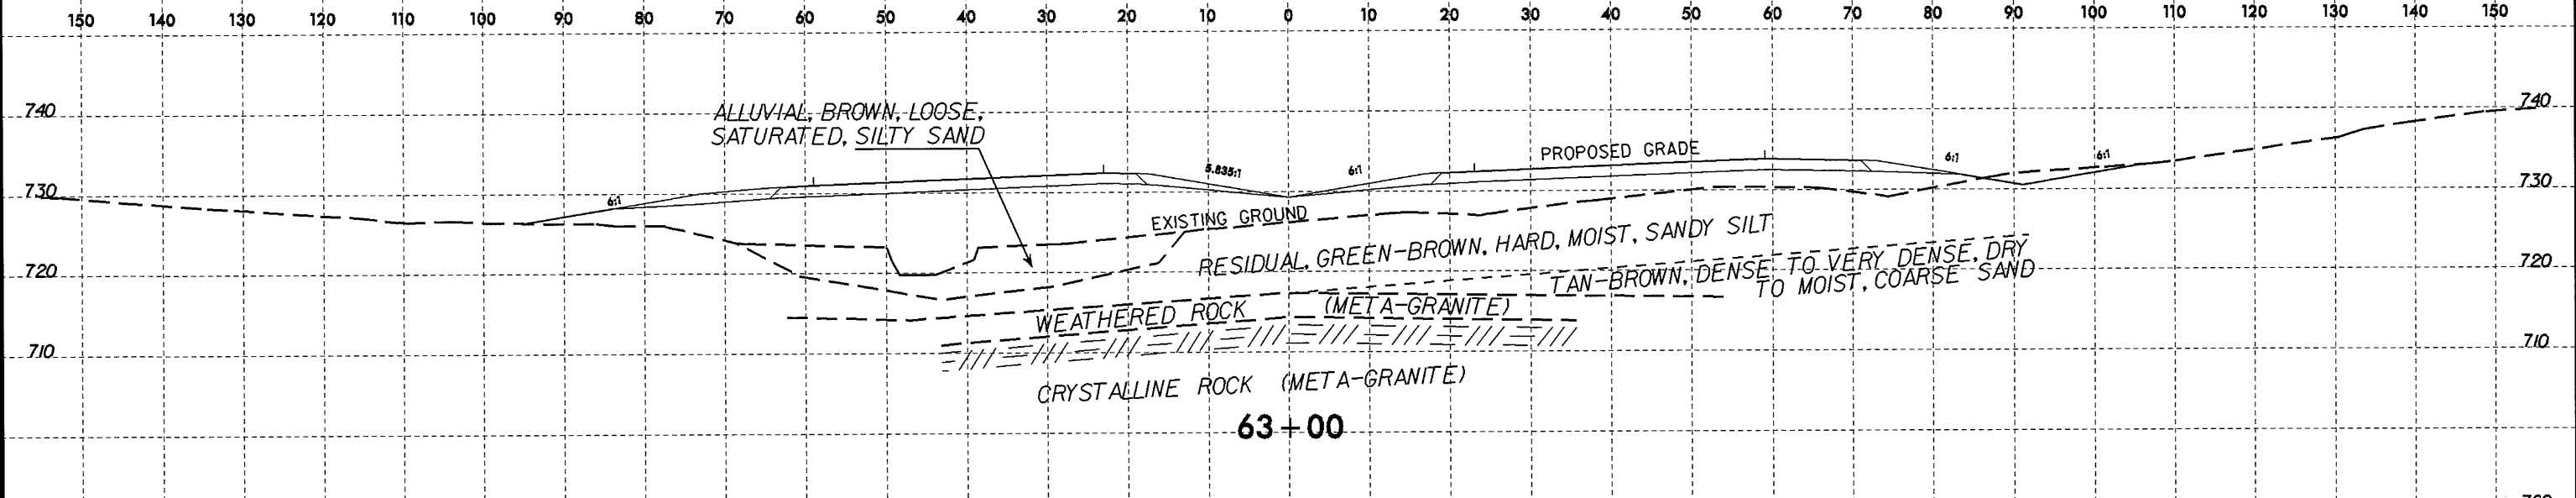 150 140 130 120 110 100 90 80 70 60 50 40 30 20 10 0 10 20 30 40 50 60 70 80 90 100 110 120 130 140 150
740 740
ALLUVIAL, BROWN, LOOSE,
SATURATED, SILTY SAND
PROPOSED GRADE
5.835:1 6:1 6:1 6:1
730 730
6:1
EXISTING GROUND
RESIDUAL, GREEN-BROWN, HARD, MOIST, SANDY SILT
720 720
TAN-BROWN, DENSE TO VERY DENSE, DRY
TO MOIST, COARSE SAND
WEATHERED ROCK (META-GRANITE)
710 710
CRYSTALLINE ROCK (META-GRANITE)
63+00